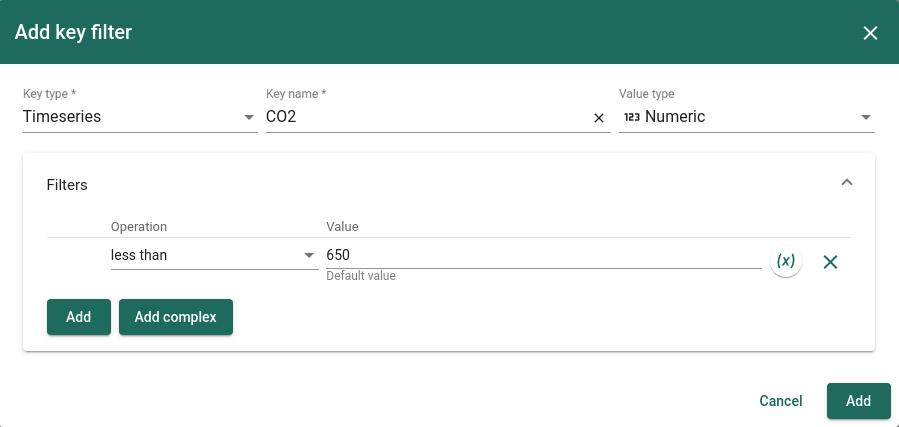 Add key filter
Key type * Key name * Value type
Timeseries CO2 123 Numeric
Filters
Operation Value
less than 650 (x)
Default value
Add Add complex
Cancel Add